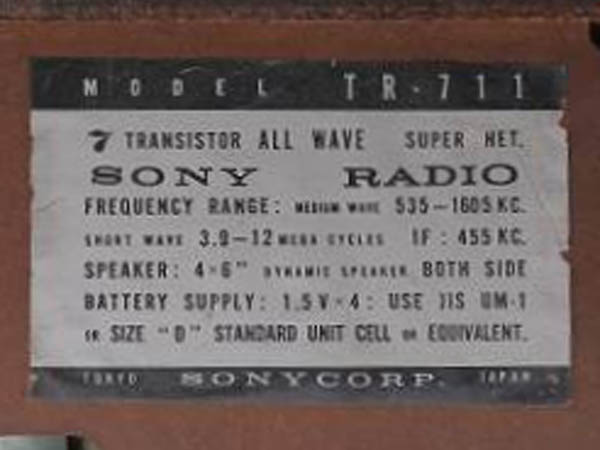 MODEL TR-711
7 TRANSISTOR ALL WAVE SUPER HET.
SONY RADIO
FREQUENCY RANGE: MEDIUM WAVE 535-1605 KC.
SHORT WAVE 3.9-12 MEGA CYCLES IF: 455 KC.
SPEAKER: 4×6" DYNAMIC SPEAKER BOTH SIDE
BATTERY SUPPLY: 1.5V×4: USE JIS UM-1
OR SIZE "D" STANDARD UNIT CELL OR EQUIVALENT.
TOKYO SONY CORP. JAPAN